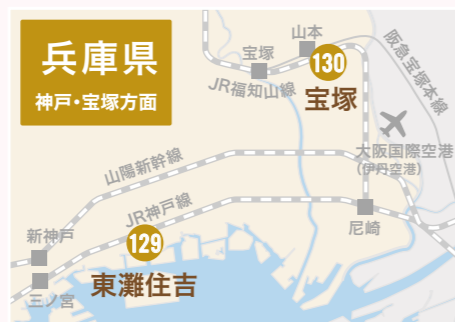 兵庫県
神戸・宝塚方面
山本
宝塚
130
宝塚
JR福知山線
阪急宝塚本線
大阪国際空港
(伊丹空港)
山陽新幹線
JR神戸線
尼崎
新神戸
129
東灘住吉
三ノ宮